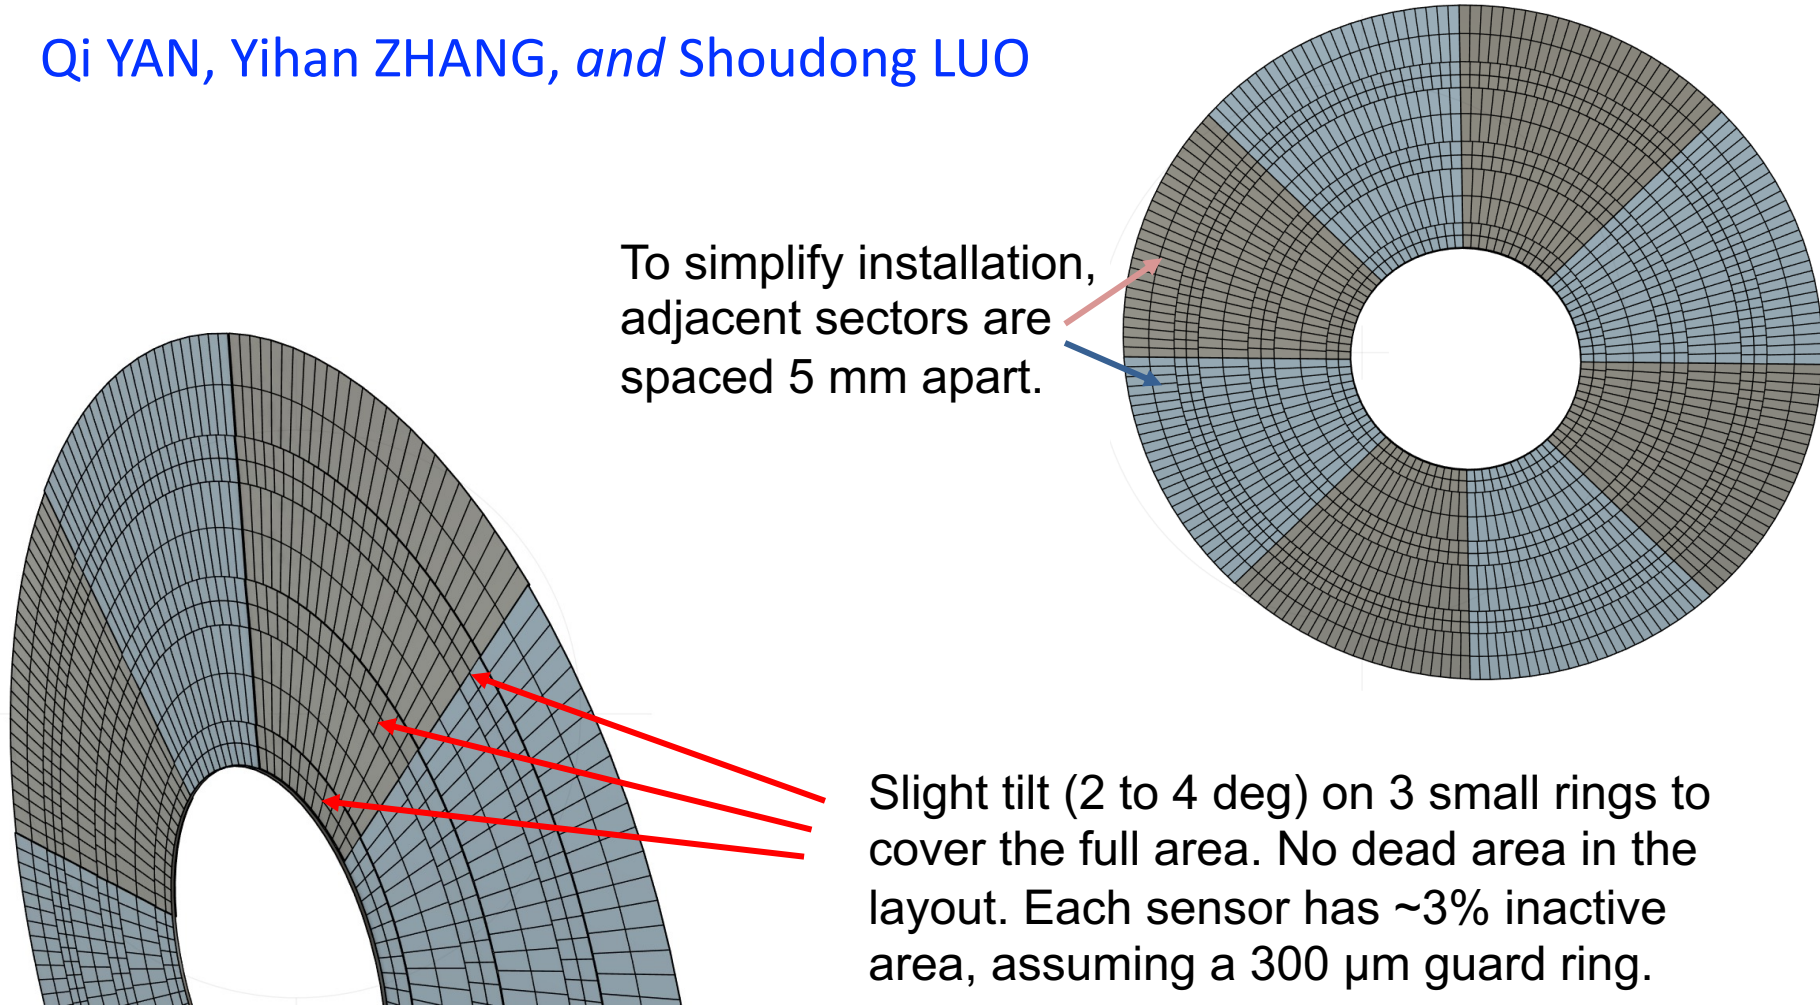 Qi YAN, Yihan ZHANG, and Shoudong LUO
To simplify installation,
adjacent sectors are
spaced 5 mm apart.
Slight tilt (2 to 4 deg) on 3 small rings to
cover the full area. No dead area in the
layout. Each sensor has ~3% inactive
area, assuming a 300 µm guard ring.